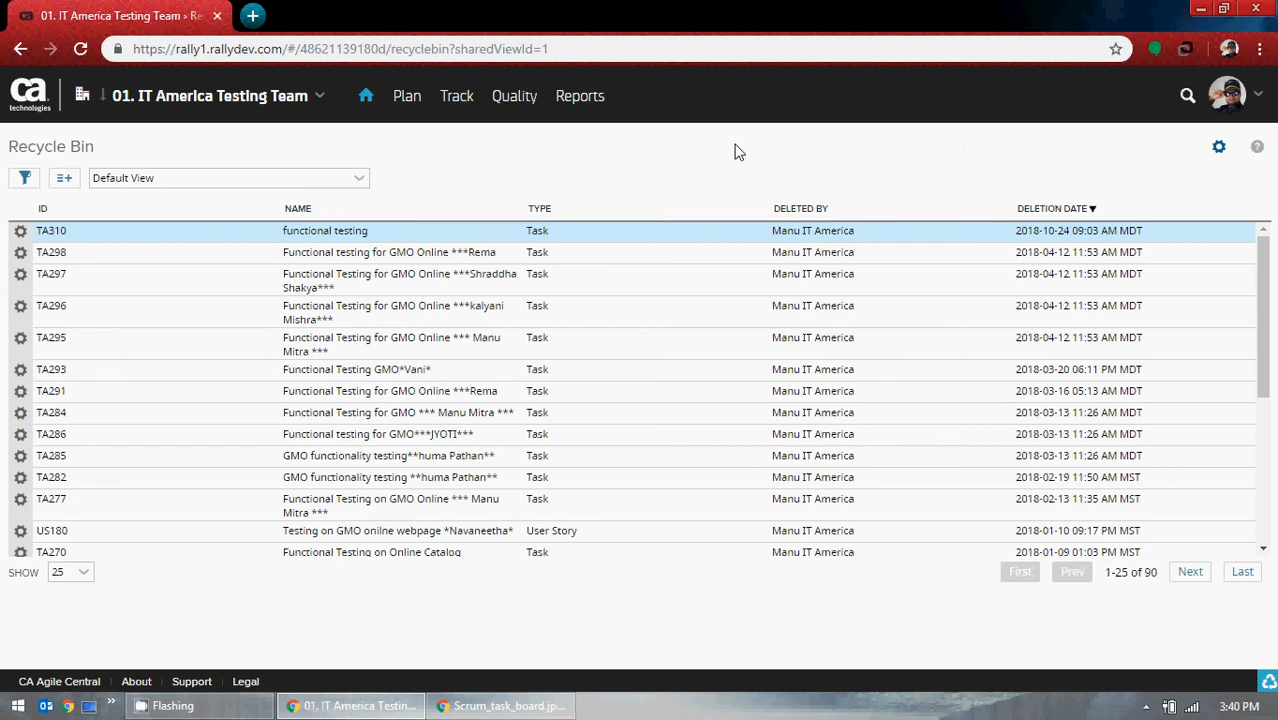 01. IT America Testing Team › Re
https://rally1.rallydev.com/#/48621139180d/recyclebin?sharedViewId=1
ca
technologies
01. IT America Testing Team
Plan
Track
Quality
Reports
Recycle Bin
Default View
ID NAME TYPE DELETED BY DELETION DATE▼
TA310 functional testing Task Manu IT America 2018-10-24 09:03 AM MDT
TA298 Functional testing for GMO Online ***Rema Task Manu IT America 2018-04-12 11:53 AM MDT
TA297 Functional Testing for GMO Online ***Shraddha Task Manu IT America 2018-04-12 11:53 AM MDT
Shakya***
TA296 Functional Testing for GMO Online ***kalyani Task Manu IT America 2018-04-12 11:53 AM MDT
Mishra***
TA295 Functional Testing for GMO Online *** Manu Task Manu IT America 2018-04-12 11:53 AM MDT
Mitra ***
TA293 Functional Testing GMO*Vani* Task Manu IT America 2018-03-20 06:11 PM MDT
TA291 Functional Testing for GMO Online ***Rema Task Manu IT America 2018-03-16 05:13 AM MDT
TA284 Functional Testing for GMO *** Manu Mitra *** Task Manu IT America 2018-03-13 11:26 AM MDT
TA286 Functional testing for GMO***JYOTI*** Task Manu IT America 2018-03-13 11:26 AM MDT
TA285 GMO functionality testing**huma Pathan** Task Manu IT America 2018-03-13 11:26 AM MDT
TA282 GMO functionality testing **huma Pathan** Task Manu IT America 2018-02-19 11:50 AM MST
TA277 Functional Testing on GMO Online *** Manu Task Manu IT America 2018-02-13 11:35 AM MST
Mitra ***
US180 Testing on GMO onilne webpage *Navaneetha* User Story Manu IT America 2018-01-10 09:17 PM MST
TA270 Functional Testing on Online Catalog Task Manu IT America 2018-01-09 01:03 PM MST
SHOW 25 First Prev 1-25 of 90 Next Last
CA Agile Central About Support Legal
Flashing 01. IT America Testin... Scrum_task_board.jp... 3:40 PM